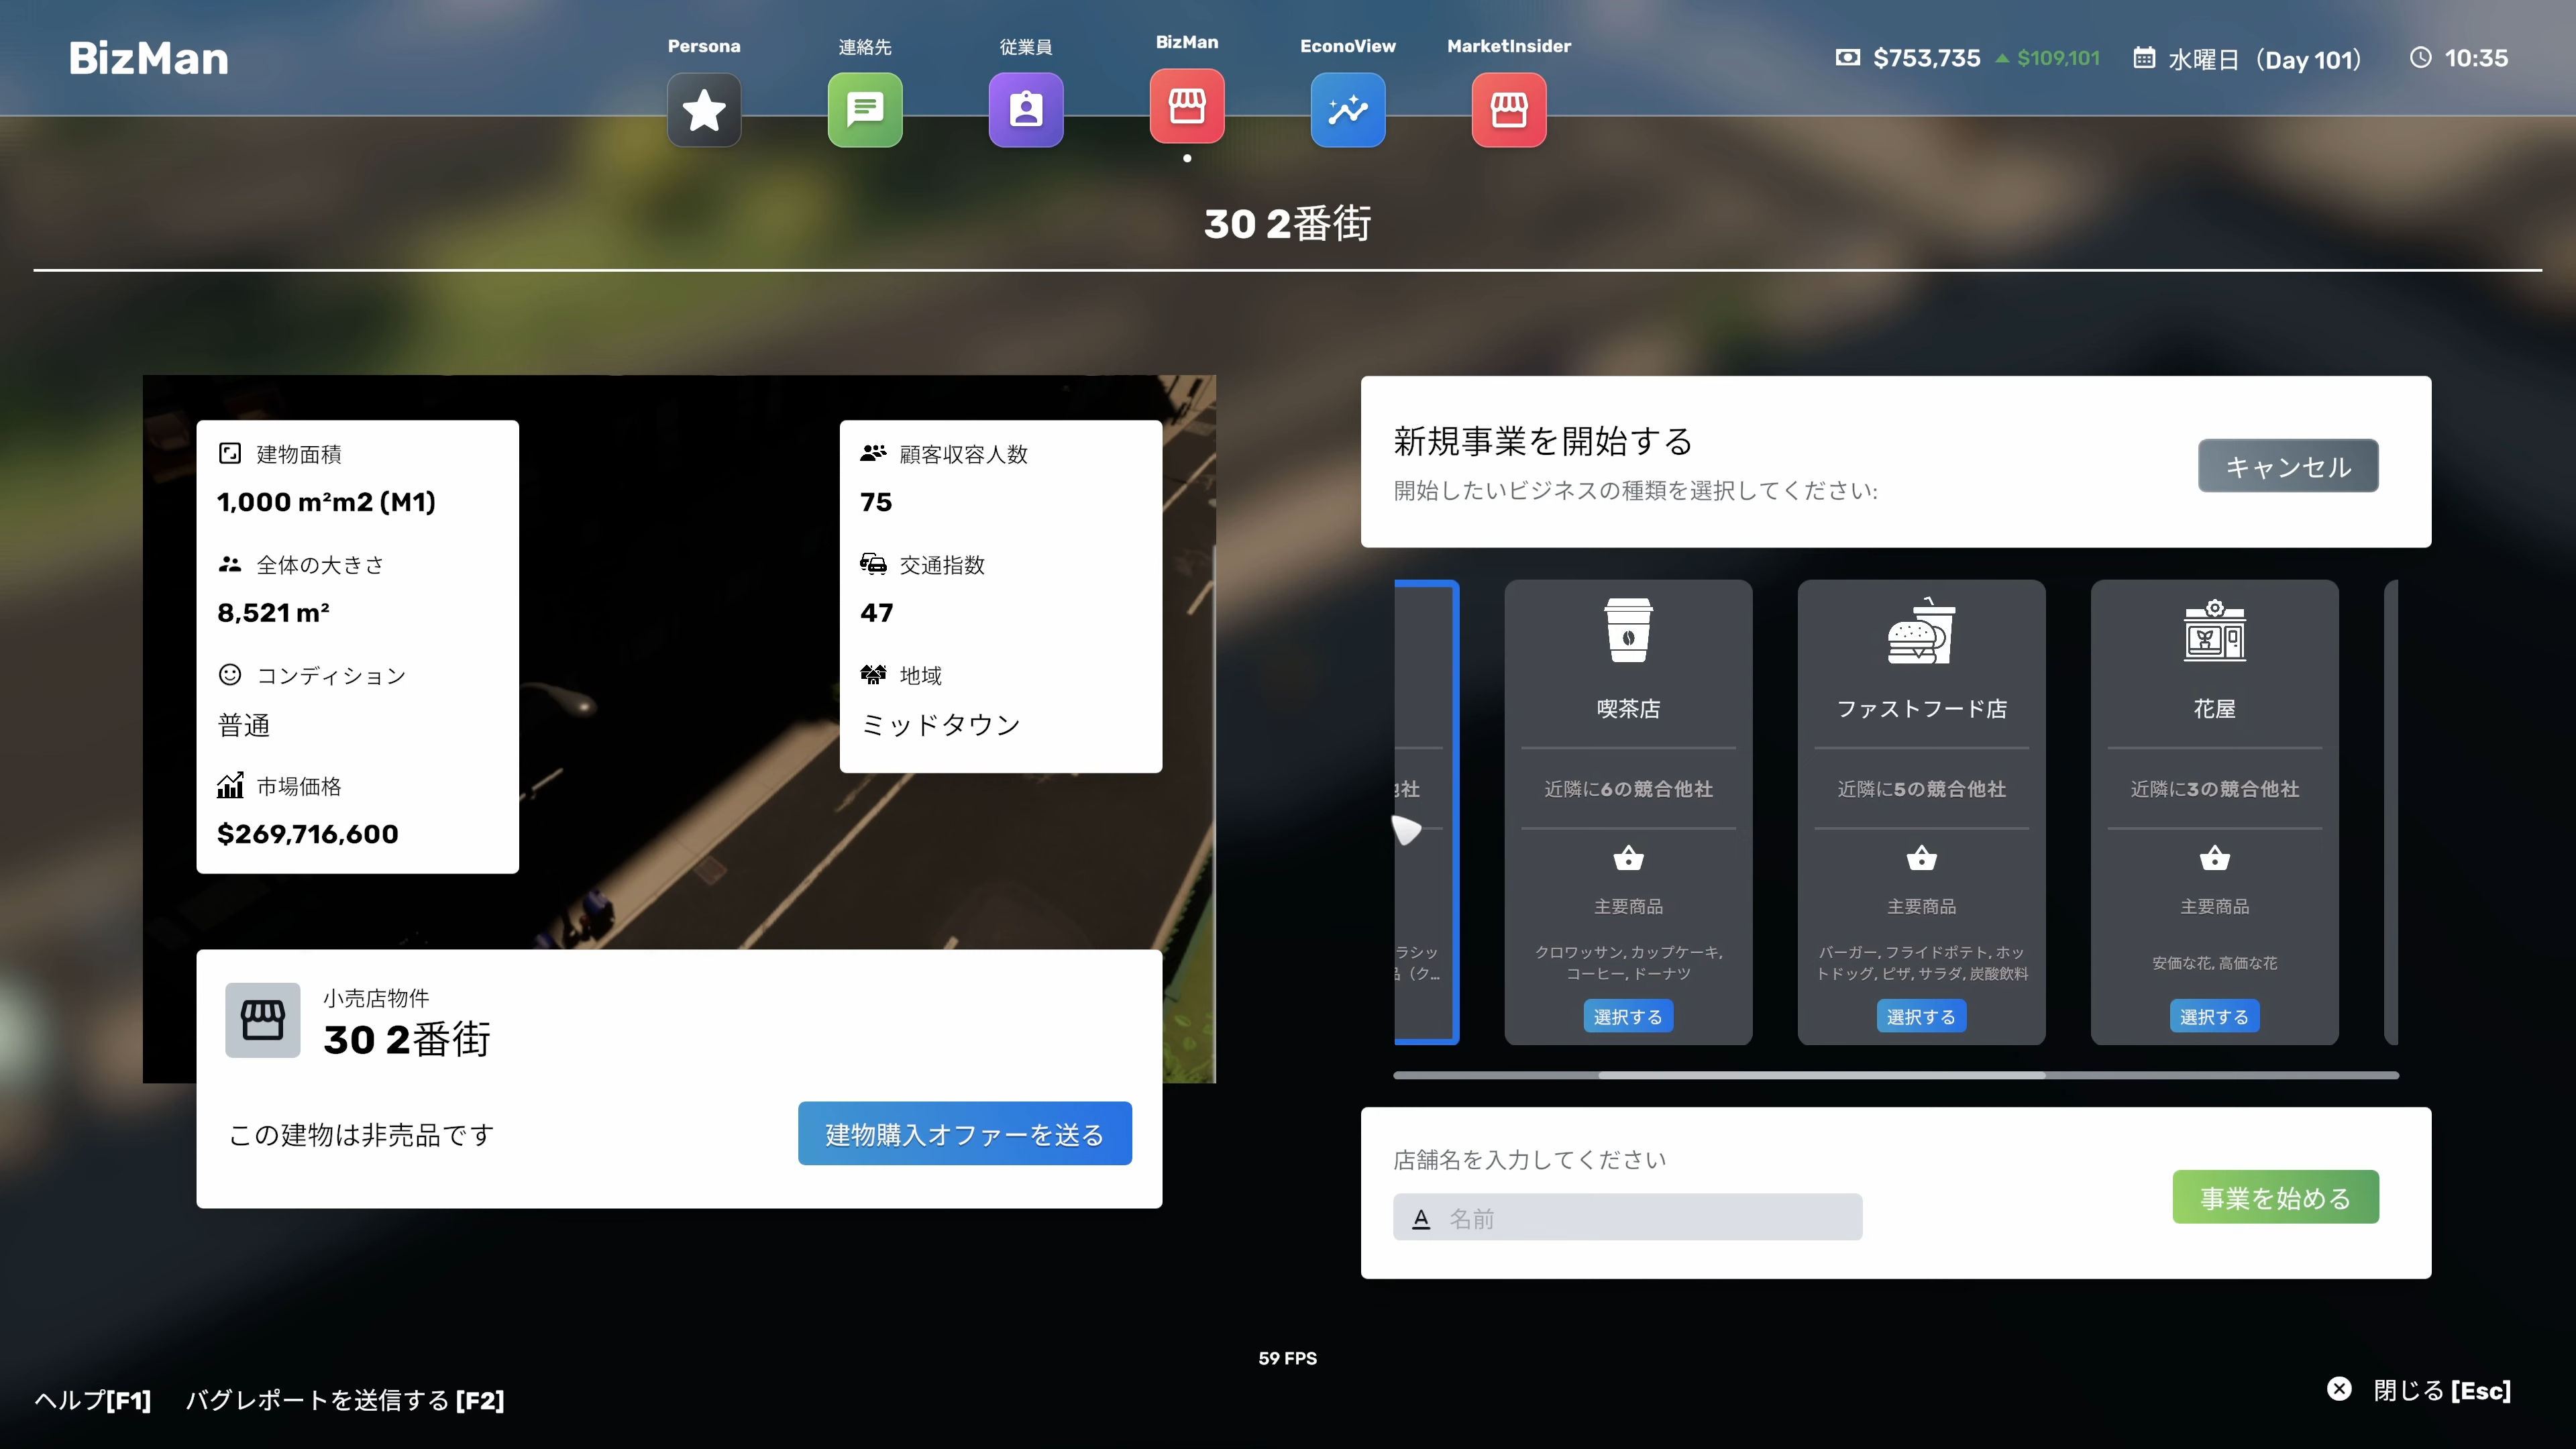 BizMan
Persona
連絡先
従業員
BizMan
EconoView
MarketInsider
$753,735
$109,101
水曜日（Day 101）
10:35
30 2番街
建物面積
1,000 m²m2 (M1)
全体の大きさ
8,521 m²
コンディション
普通
市場価格
$269,716,600
顧客収容人数
75
交通指数
47
地域
ミッドタウン
小売店物件
30 2番街
この建物は非売品です
建物購入オファーを送る
新規事業を開始する
開始したいビジネスの種類を選択してください:
キャンセル
社
ラシッ
（ク...
喫茶店
近隣に6の競合他社
主要商品
クロワッサン, カップケーキ,
コーヒー, ドーナツ
選択する
ファストフード店
近隣に5の競合他社
主要商品
バーガー, フライドポテト, ホッ
トドッグ, ピザ, サラダ, 炭酸飲料
選択する
花屋
近隣に3の競合他社
主要商品
安価な花, 高価な花
選択する
店舗名を入力してください
名前
事業を始める
59 FPS
ヘルプ[F1]
バグレポートを送信する [F2]
閉じる [Esc]